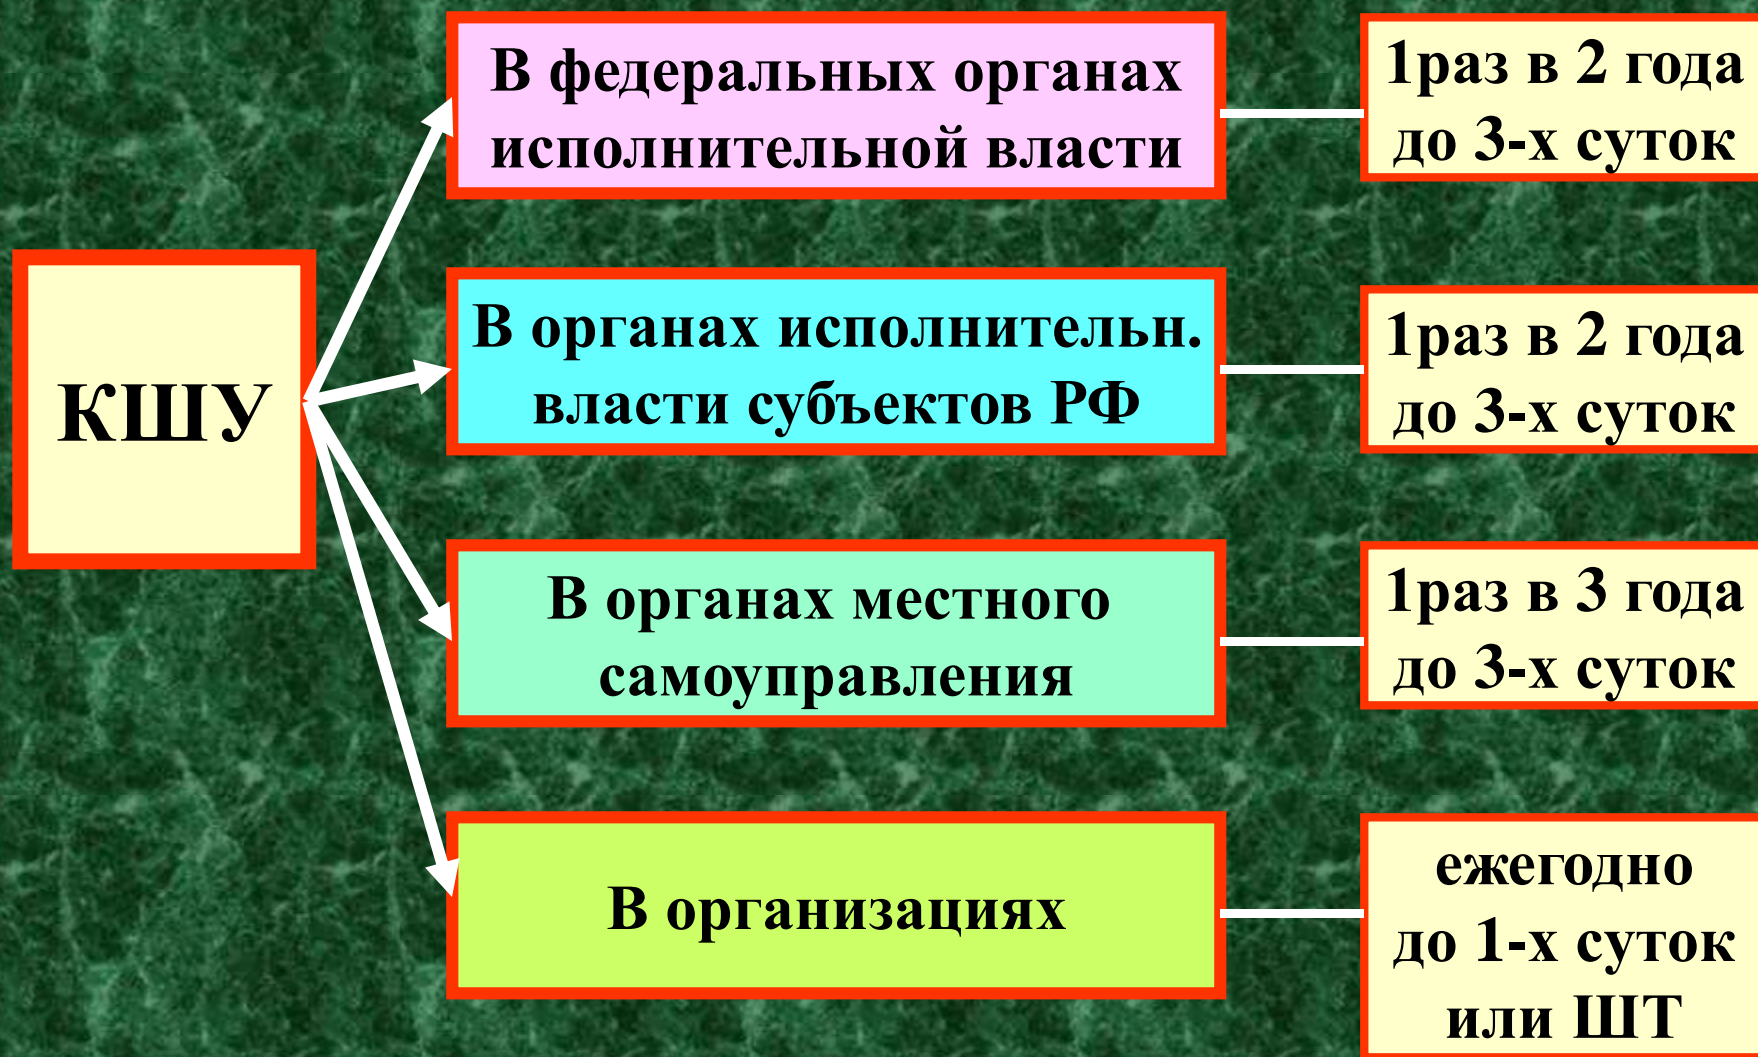 КШУ
В федеральных органах
исполнительной власти
1раз в 2 года
до 3-х суток
В органах исполнительн.
власти субъектов РФ
1раз в 2 года
до 3-х суток
В органах местного
самоуправления
1раз в 3 года
до 3-х суток
В организациях
ежегодно
до 1-х суток
или ШТ